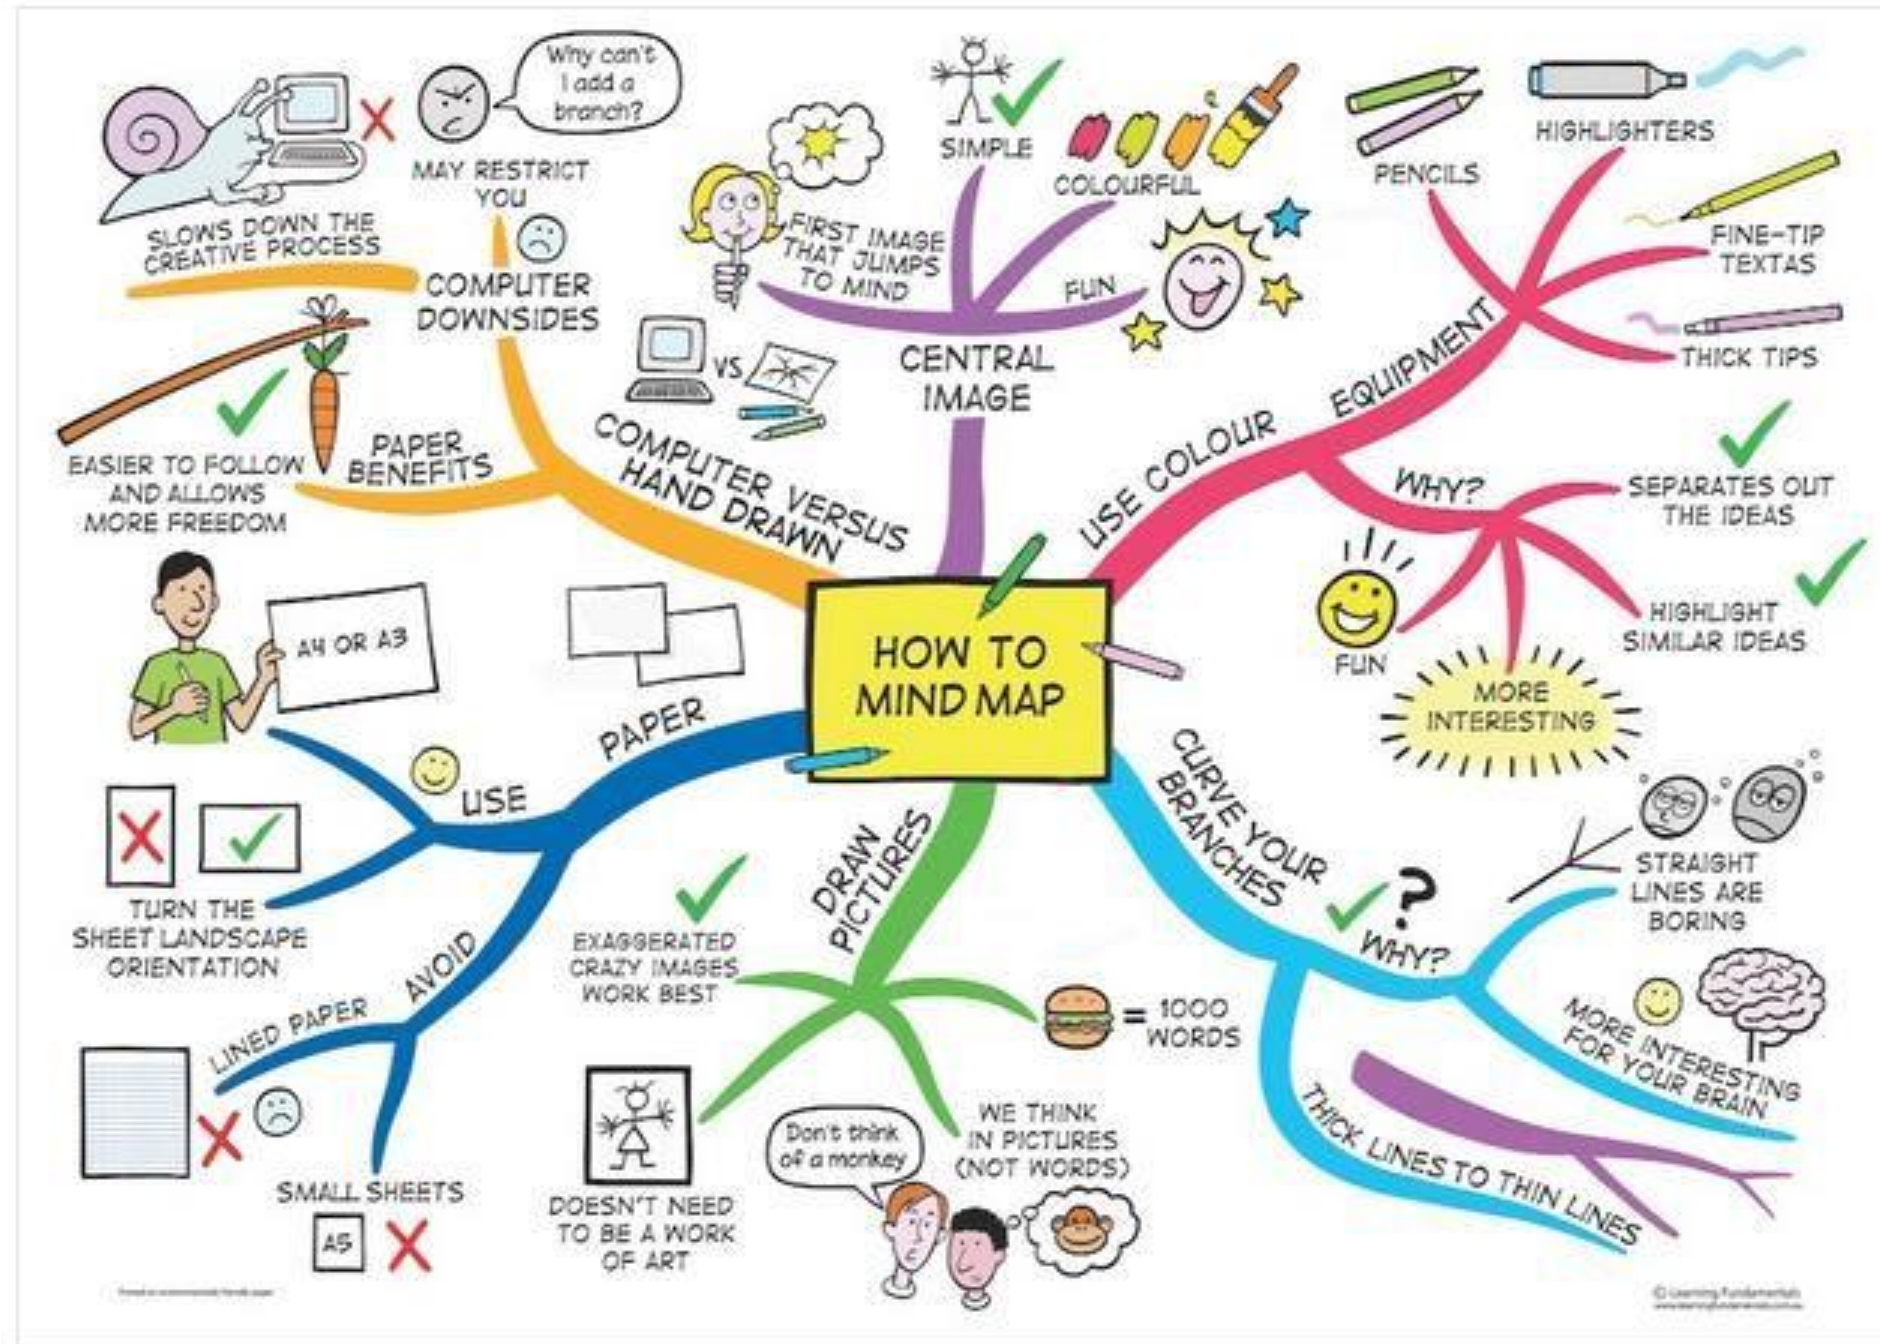 HOW TO
MIND MAP
CENTRAL
IMAGE
FIRST IMAGE
THAT JUMPS
TO MIND
SIMPLE
COLOURFUL
FUN
USE COLOUR
EQUIPMENT
PENCILS
HIGHLIGHTERS
FINE-TIP
TEXTAS
THICK TIPS
WHY?
SEPARATES OUT
THE IDEAS
HIGHLIGHT
SIMILAR IDEAS
MORE
INTERESTING
FUN
CURVE YOUR
BRANCHES
?
WHY?
STRAIGHT
LINES ARE
BORING
MORE INTERESTING
FOR YOUR BRAIN
THICK LINES TO THIN LINES
DRAW
PICTURES
= 1000
WORDS
WE THINK
IN PICTURES
(NOT WORDS)
Don't think
of a monkey
DOESN'T NEED
TO BE A WORK
OF ART
EXAGGERATED
CRAZY IMAGES
WORK BEST
PAPER
USE
A4 OR A3
TURN THE
SHEET LANDSCAPE
ORIENTATION
AVOID
LINED PAPER
SMALL SHEETS
A5
COMPUTER VERSUS
HAND DRAWN
VS
COMPUTER
DOWNSIDES
MAY RESTRICT
YOU
Why can't
I add a
branch?
SLOWS DOWN THE
CREATIVE PROCESS
PAPER
BENEFITS
EASIER TO FOLLOW
AND ALLOWS
MORE FREEDOM
© Learning Fundamentals